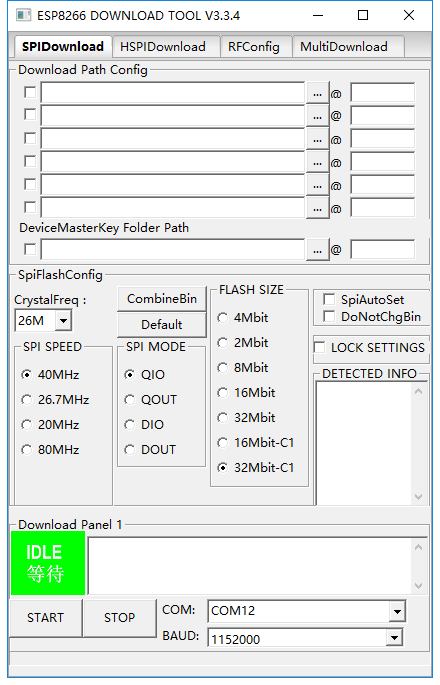 ESP8266 DOWNLOAD TOOL V3.3.4
SPIDownload HSPIDownload RFConfig MultiDownload
Download Path Config
... @
... @
... @
... @
... @
... @
DeviceMasterKey Folder Path
... @
SpiFlashConfig
CrystalFreq :
26M
CombineBin
Default
SPI SPEED
40MHz
26.7MHz
20MHz
80MHz
SPI MODE
QIO
QOUT
DIO
DOUT
FLASH SIZE
4Mbit
2Mbit
8Mbit
16Mbit
32Mbit
16Mbit-C1
32Mbit-C1
SpiAutoSet
DoNotChgBin
LOCK SETTINGS
DETECTED INFO
Download Panel 1
IDLE
等待
START STOP
COM: COM12
BAUD: 1152000